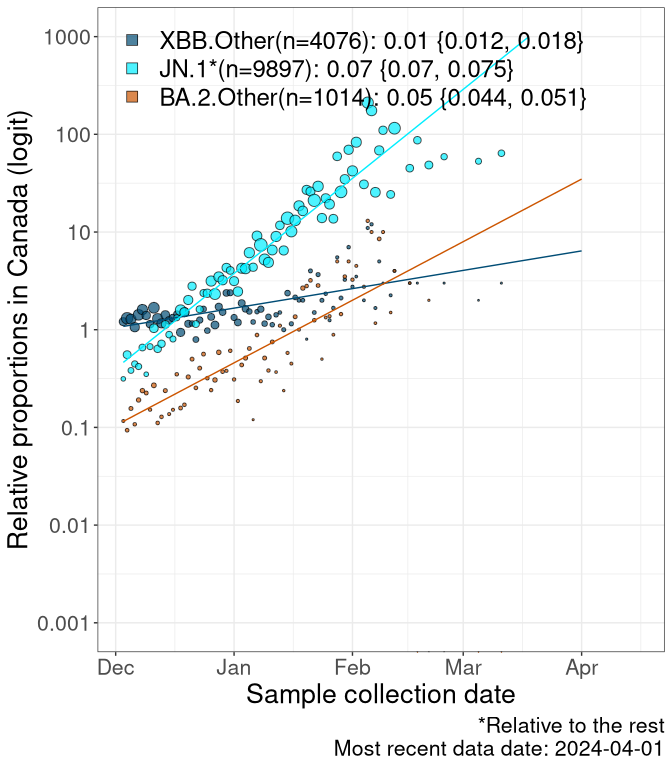 XBB.Other(n=4076): 0.01 {0.012, 0.018}
JN.1*(n=9897): 0.07 {0.07, 0.075}
BA.2.Other(n=1014): 0.05 {0.044, 0.051}
Relative proportions in Canada (logit)
1000
100
10
1
0.1
0.01
0.001
Dec Jan Feb Mar Apr
Sample collection date
*Relative to the rest
Most recent data date: 2024-04-01